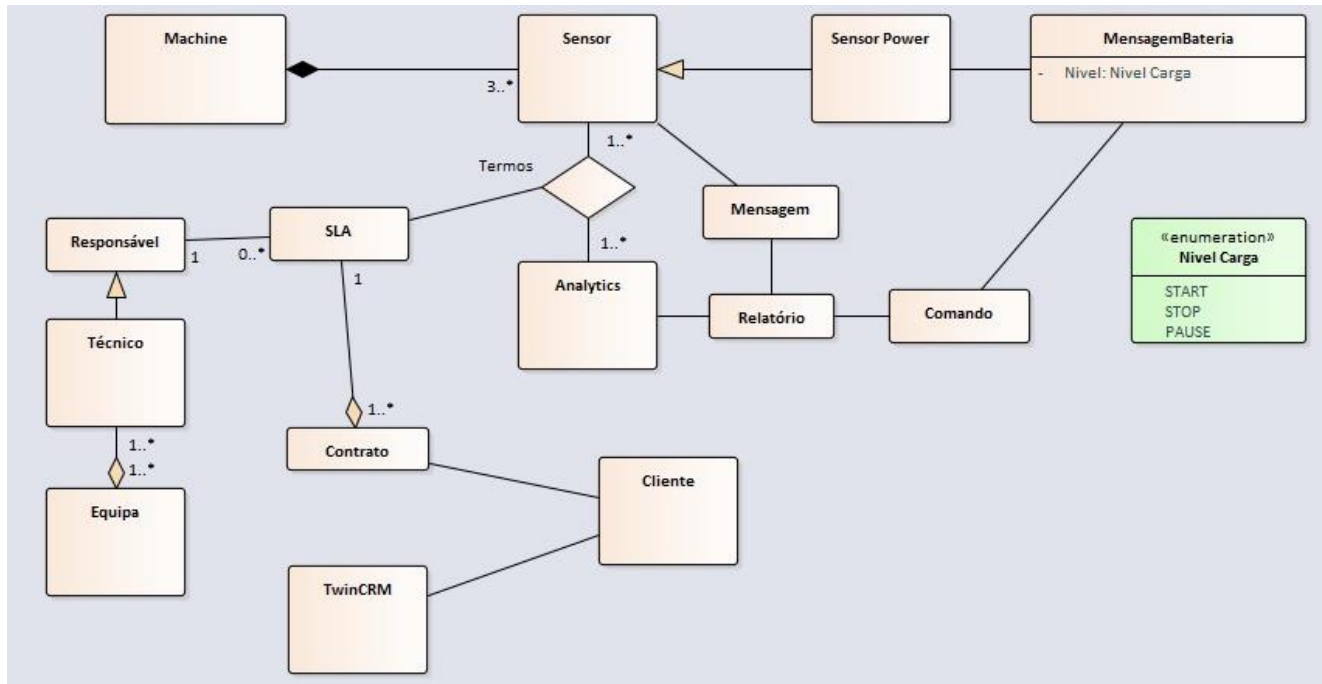 Machine
Sensor
Sensor Power
MensagemBateria
- Nivel: Nivel Carga
3..*
1..*
Termos
Mensagem
Responsável
SLA
1
0..*
1..*
«enumeration»
Nivel Carga
START
STOP
PAUSE
1
Analytics
Relatório
Comando
Técnico
1..*
Contrato
1..*
1..*
Cliente
Equipa
TwinCRM